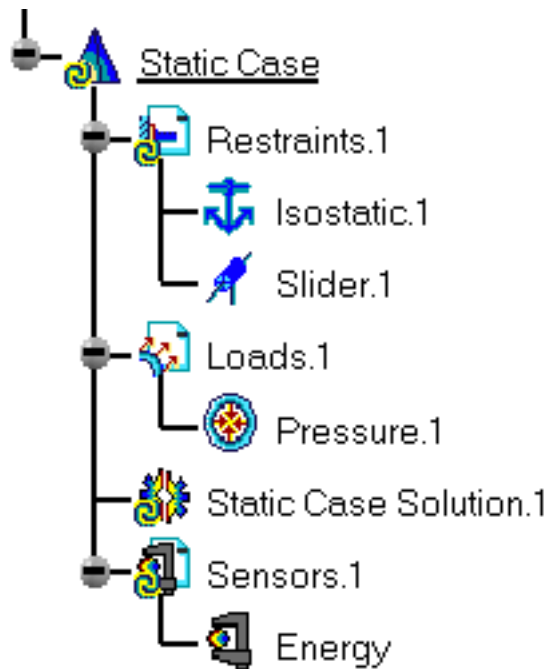 Static Case
Restraints.1
Isostatic.1
Slider.1
Loads.1
Pressure.1
Static Case Solution.1
Sensors.1
Energy